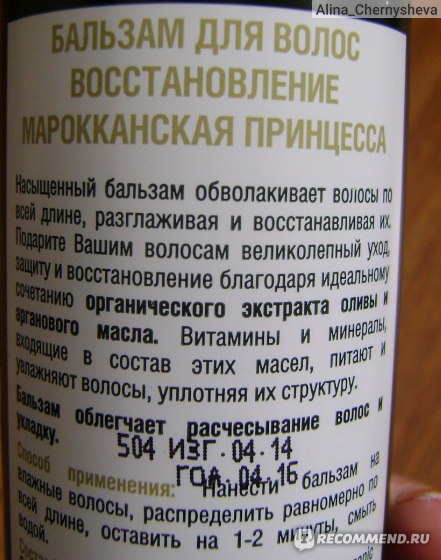 Alina_Chernysheva
БАЛЬЗАМ ДЛЯ ВОЛОС
ВОССТАНОВЛЕНИЕ
МАРОККАНСКАЯ ПРИНЦЕССА
Насыщенный бальзам обволакивает волосы по
всей длине, разглаживая и восстанавливая их.
Подарите Вашим волосам великолепный уход,
защиту и восстановление благодаря идеальному
сочетанию органического экстракта оливы и
арганового масла. Витамины и минералы,
входящие в состав этих масел, питают и
увлажняют волосы, уплотняя их структуру.
Бальзам облегчает расчесывание волос и
укладку.
504 ИЗГ.04.14
ГОД.04.16
Способ применения: Нанести бальзам на
влажные волосы, распределить равномерно по
всей длине, оставить на 1-2 минуты, смыть
водой.
IRECOMMEND.RU